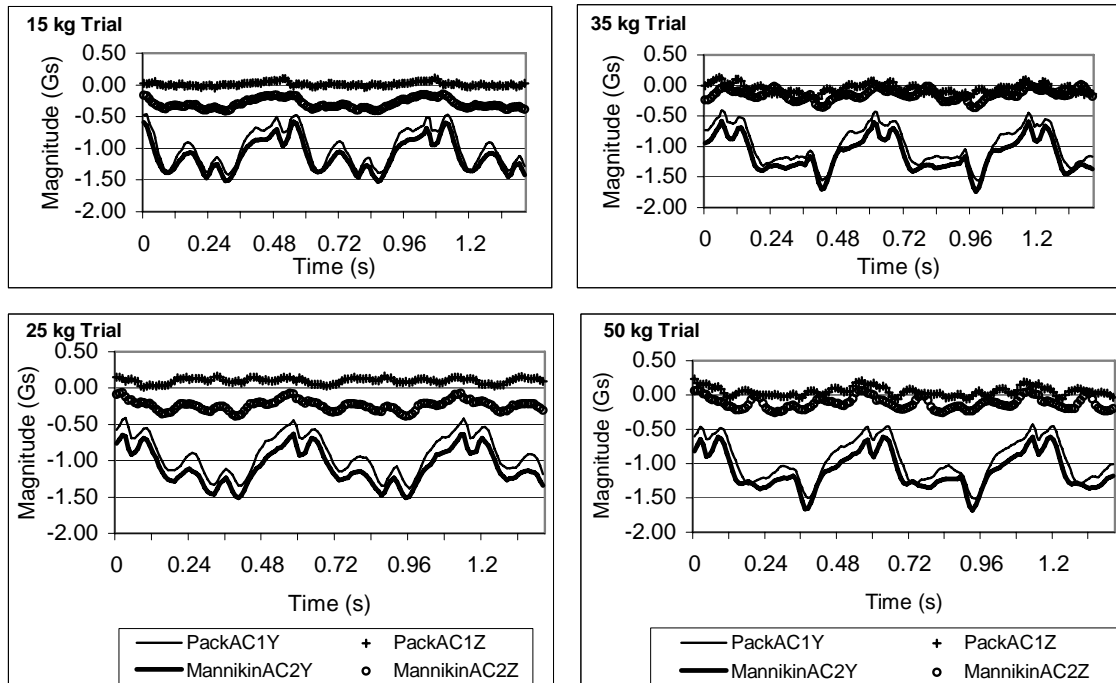 15 kg Trial
0.50
0.00
-0.50
-1.00
-1.50
-2.00
Magnitude (Gs)
0 0.24 0.48 0.72 0.96 1.2
Time (s)
35 kg Trial
0.50
0.00
-0.50
-1.00
-1.50
-2.00
Magnitude (Gs)
0 0.24 0.48 0.72 0.96 1.2
Time (s)
25 kg Trial
0.50
0.00
-0.50
-1.00
-1.50
-2.00
Magnitude (Gs)
0 0.24 0.48 0.72 0.96 1.2
Time (s)
PackAC1Y PackAC1Z
MannikinAC2Y MannikinAC2Z
50 kg Trial
0.50
0.00
-0.50
-1.00
-1.50
-2.00
Magnitude (Gs)
0 0.24 0.48 0.72 0.96 1.2
Time (s)
PackAC1Y PackAC1Z
MannikinAC2Y MannikinAC2Z